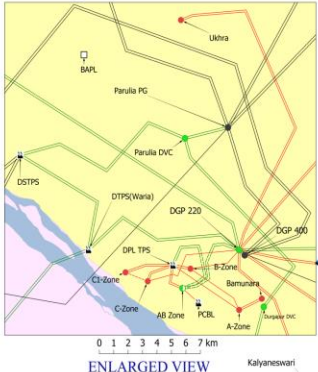 Ukhra
BAPL
Parulia PG
Parulia DVC
DSTPS
DTPS(Waria)
DGP 220
DGP 400
DPL TPS
B-Zone
C1-Zone
Bamunara
C-Zone
AB Zone
PCBL
Durgapur DVC
A-Zone
0 1 2 3 4 5 6 7 km
ENLARGED VIEW
Kalyaneswari